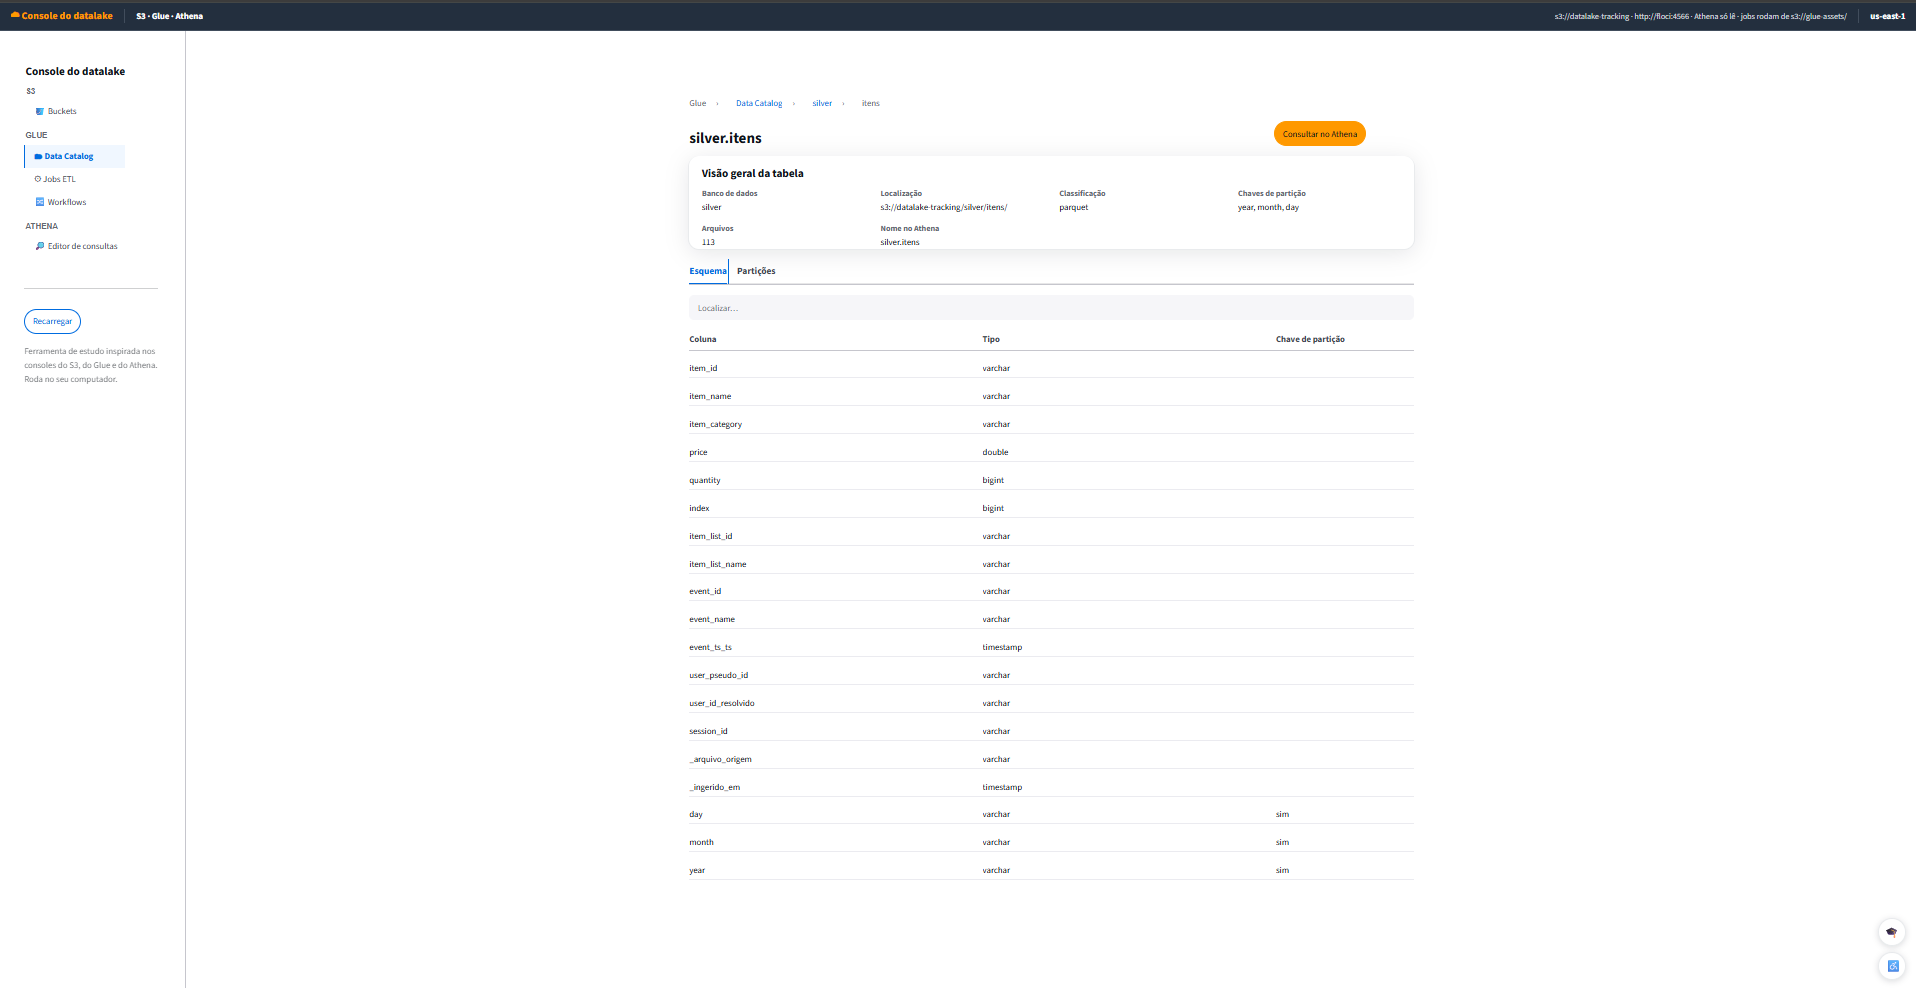 Console do datalake S3 · Glue · Athena s3://datalake-tracking · http://floci:4566 · Athena só lê · jobs rodam de s3://glue-assets/ us-east-1
Console do datalake
S3
Buckets
GLUE
Data Catalog
Jobs ETL
Workflows
ATHENA
Editor de consultas
Recarregar
Ferramenta de estudo inspirada nos
consoles do S3, do Glue e do Athena.
Roda no seu computador.
Glue › Data Catalog › silver › itens
silver.itens
Consultar no Athena
Visão geral da tabela
Banco de dados Localização Classificação Chaves de partição
silver s3://datalake-tracking/silver/itens/ parquet year, month, day
Arquivos Nome no Athena
113 silver.itens
Esquema Partições
Localizar...
Coluna Tipo Chave de partição
item_id varchar
item_name varchar
item_category varchar
price double
quantity bigint
index bigint
item_list_id varchar
item_list_name varchar
event_id varchar
event_name varchar
event_ts_ts timestamp
user_pseudo_id varchar
user_id_resolvido varchar
session_id varchar
_arquivo_origem varchar
_ingerido_em timestamp
day varchar sim
month varchar sim
year varchar sim